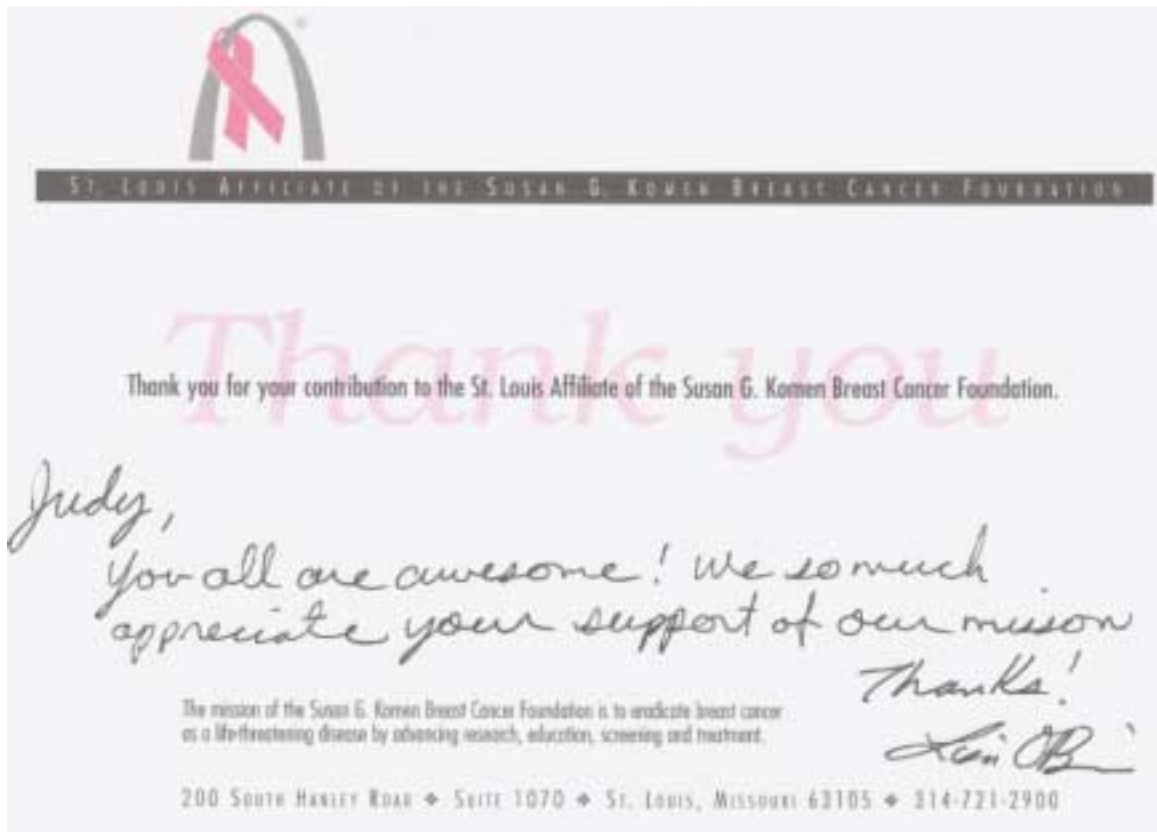 ST. LOUIS AFFILIATE OF THE SUSAN G. KOMEN BREAST CANCER FOUNDATION
Thank you
Thank you for your contribution to the St. Louis Affiliate of the Susan G. Komen Breast Cancer Foundation.
Judy,
You all are awesome! We so much
appreciate your support of our misson
Thanks!
The mission of the Susan G. Komen Breast Cancer Foundation is to eradicate breast cancer
as a life-threatening disease by advancing research, education, screening and treatment.
200 SOUTH HANLEY ROAD ❖ SUITE 1070 ❖ ST. LOUIS, MISSOURI 63105 ❖ 314-721-2900